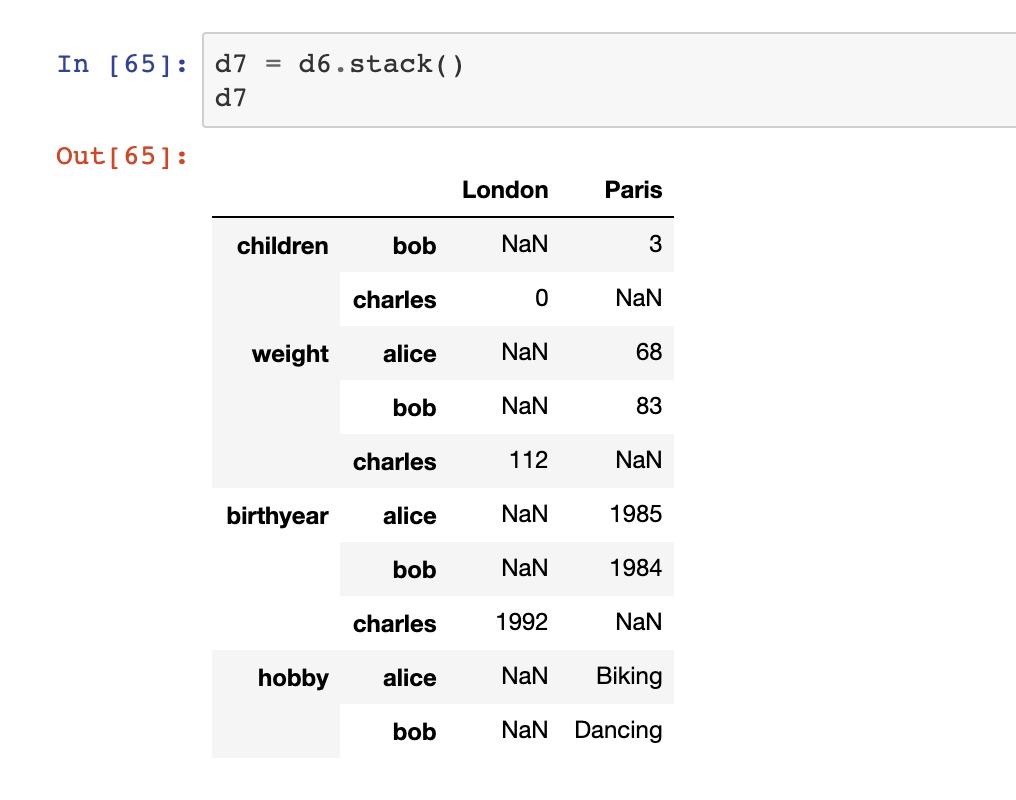 In [65]: d7 = d6.stack()
d7
Out[65]:
London Paris
children bob NaN 3
charles 0 NaN
weight alice NaN 68
bob NaN 83
charles 112 NaN
birthyear alice NaN 1985
bob NaN 1984
charles 1992 NaN
hobby alice NaN Biking
bob NaN Dancing